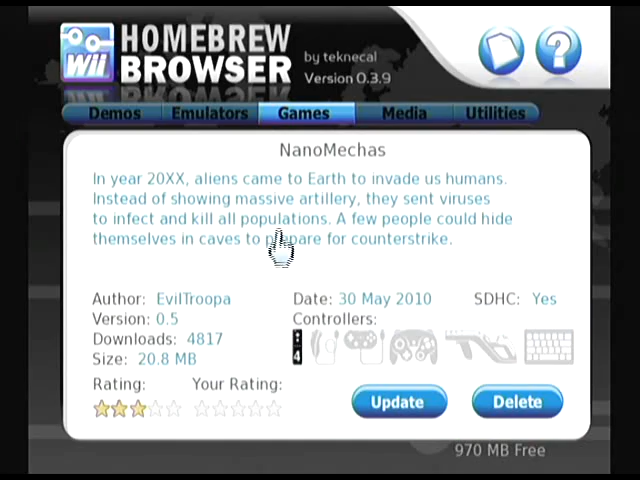 HOMEBREW
BROWSER
Wii
by teknecal
Version 0.3.9
?
Demos Emulators Games Media Utilities
NanoMechas
In year 20XX, aliens came to Earth to invade us humans.
Instead of showing massive artillery, they sent viruses
to infect and kill all populations. A few people could hide
themselves in caves to prepare for counterstrike.
Author: EvilTroopa Date: 30 May 2010 SDHC: Yes
Version: 0.5 Controllers:
Downloads: 4817
4
Size: 20.8 MB
Rating: Your Rating:
Update Delete
970 MB Free